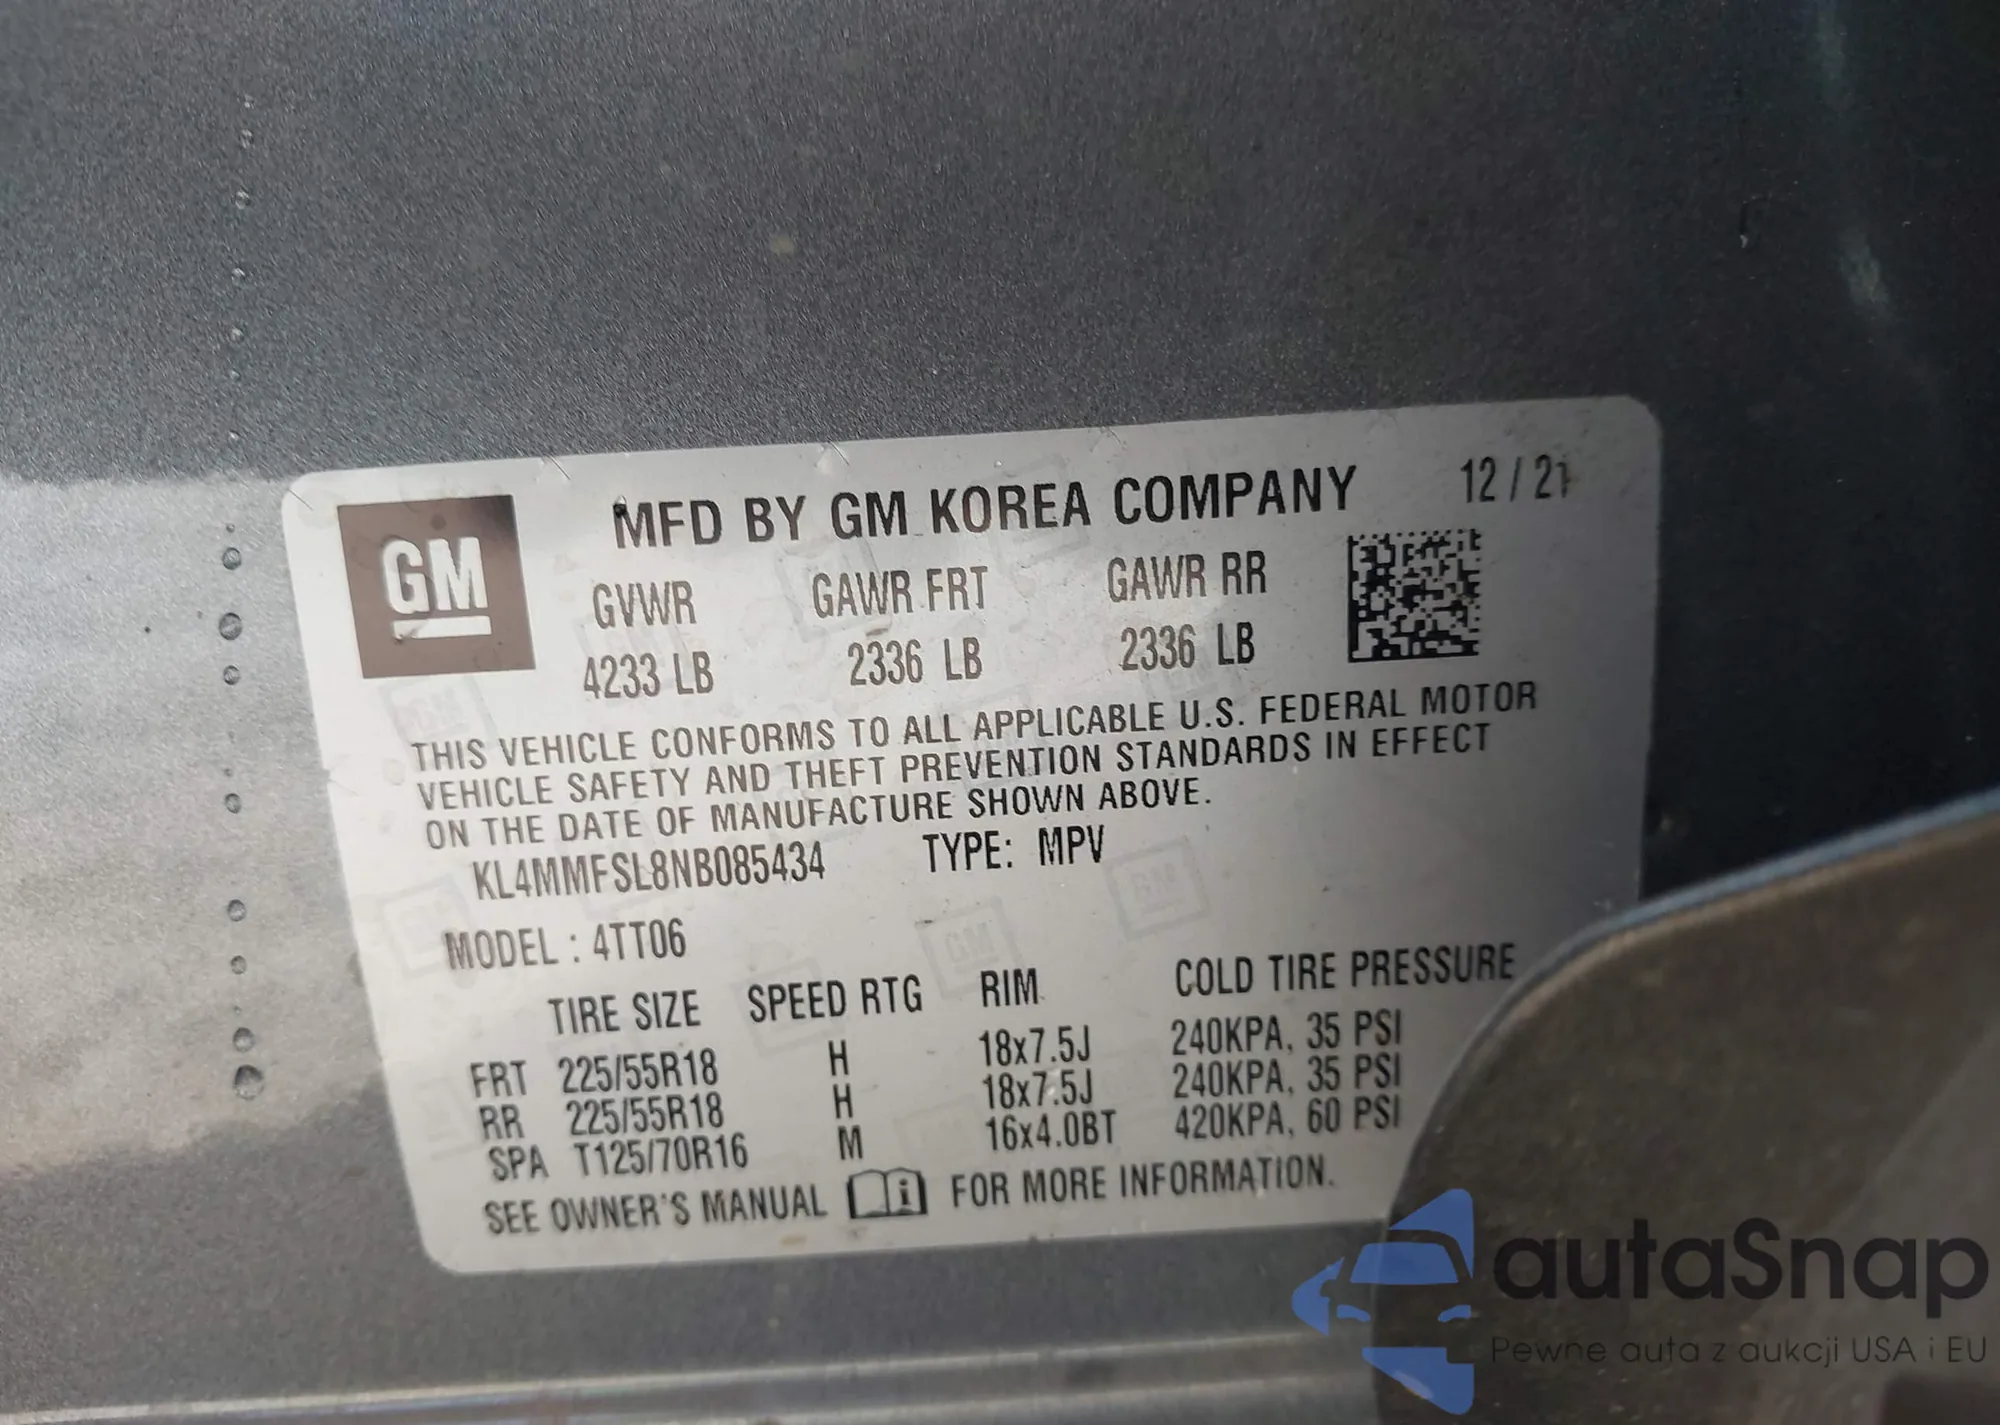 GM
MFD BY GM KOREA COMPANY 12 / 21
GVWR GAWR FRT GAWR RR
4233 LB 2336 LB 2336 LB
THIS VEHICLE CONFORMS TO ALL APPLICABLE U.S. FEDERAL MOTOR
VEHICLE SAFETY AND THEFT PREVENTION STANDARDS IN EFFECT
ON THE DATE OF MANUFACTURE SHOWN ABOVE.
KL4MMFSL8NB085434 TYPE: MPV
MODEL : 4TT06
TIRE SIZE SPEED RTG RIM COLD TIRE PRESSURE
FRT 225/55R18 H 18x7.5J 240KPA, 35 PSI
RR 225/55R18 H 18x7.5J 240KPA, 35 PSI
SPA T125/70R16 M 16x4.0BT 420KPA, 60 PSI
SEE OWNER'S MANUAL i FOR MORE INFORMATION.
autaSnap
Pewne auta z aukcji USA i EU